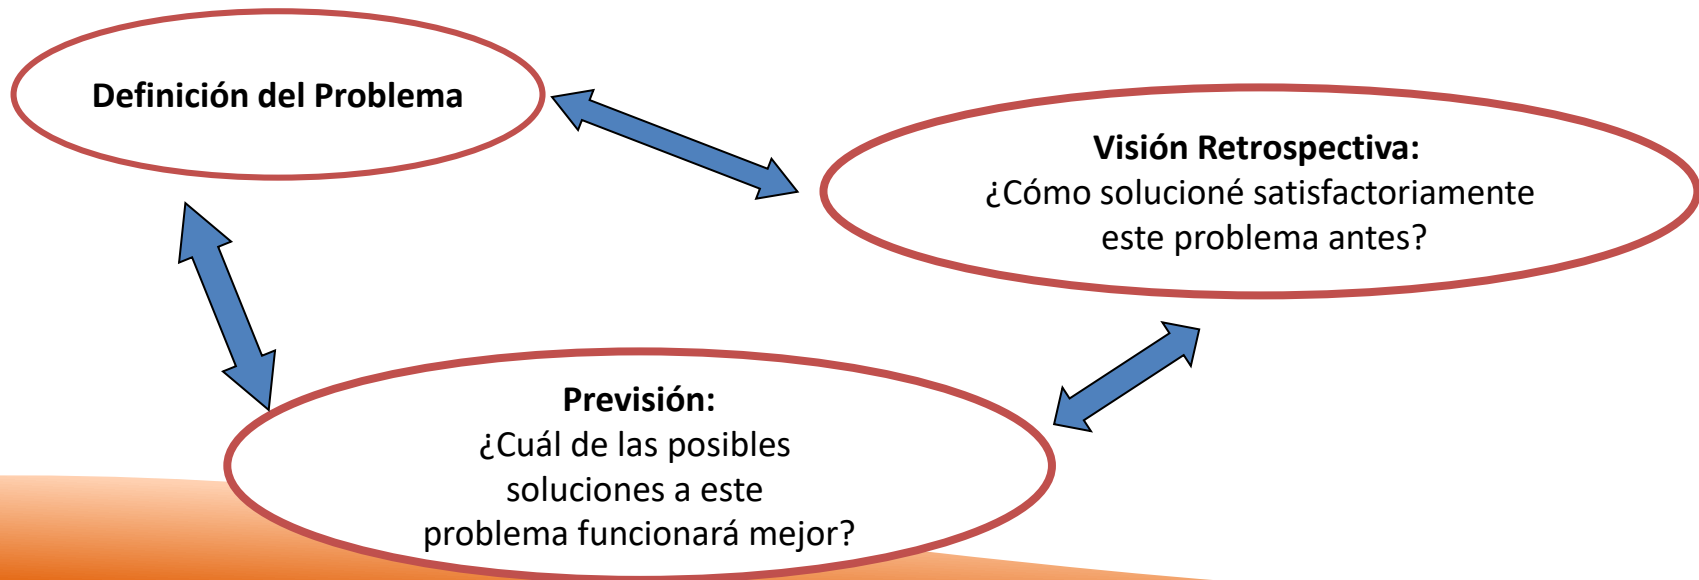 Definición del Problema
Visión Retrospectiva:
¿Cómo solucioné satisfactoriamente
este problema antes?
Previsión:
¿Cuál de las posibles
soluciones a este
problema funcionará mejor?